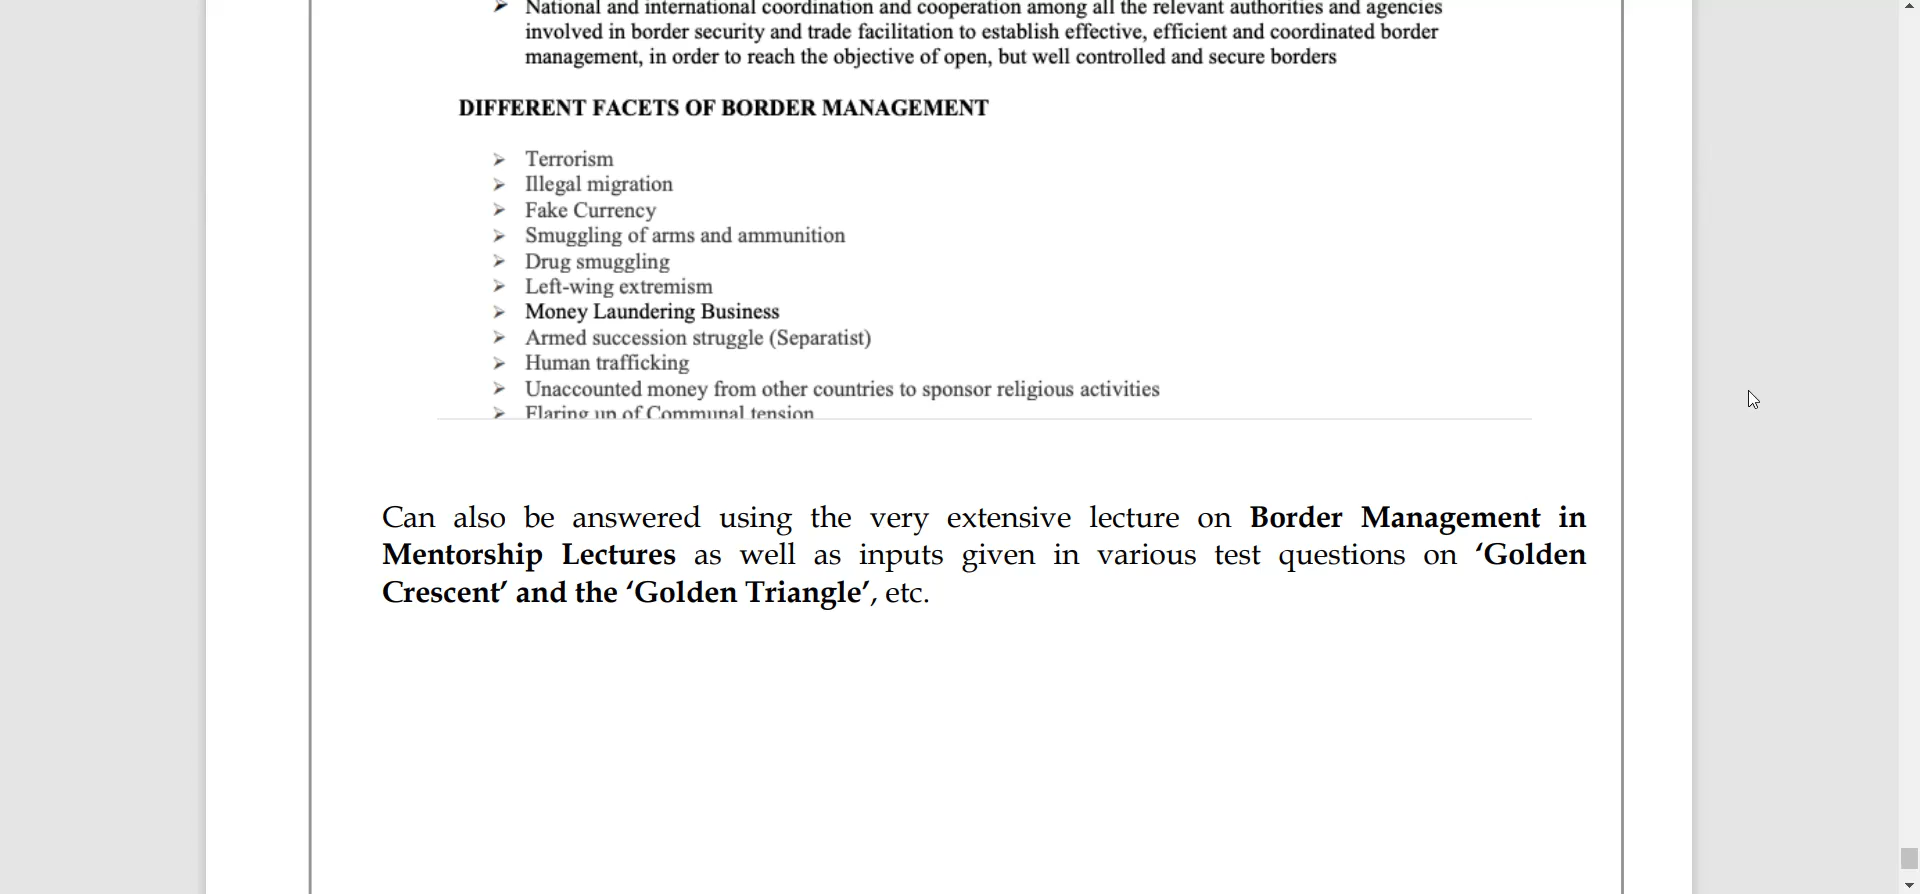 ➢ National and international coordination and cooperation among all the relevant authorities and agencies
involved in border security and trade facilitation to establish effective, efficient and coordinated border
management, in order to reach the objective of open, but well controlled and secure borders
DIFFERENT FACETS OF BORDER MANAGEMENT
➢ Terrorism
➢ Illegal migration
➢ Fake Currency
➢ Smuggling of arms and ammunition
➢ Drug smuggling
➢ Left-wing extremism
➢ Money Laundering Business
➢ Armed succession struggle (Separatist)
➢ Human trafficking
➢ Unaccounted money from other countries to sponsor religious activities
➢ Flaring up of Communal tension
Can also be answered using the very extensive lecture on Border Management in
Mentorship Lectures as well as inputs given in various test questions on ‘Golden
Crescent’ and the ‘Golden Triangle’, etc.